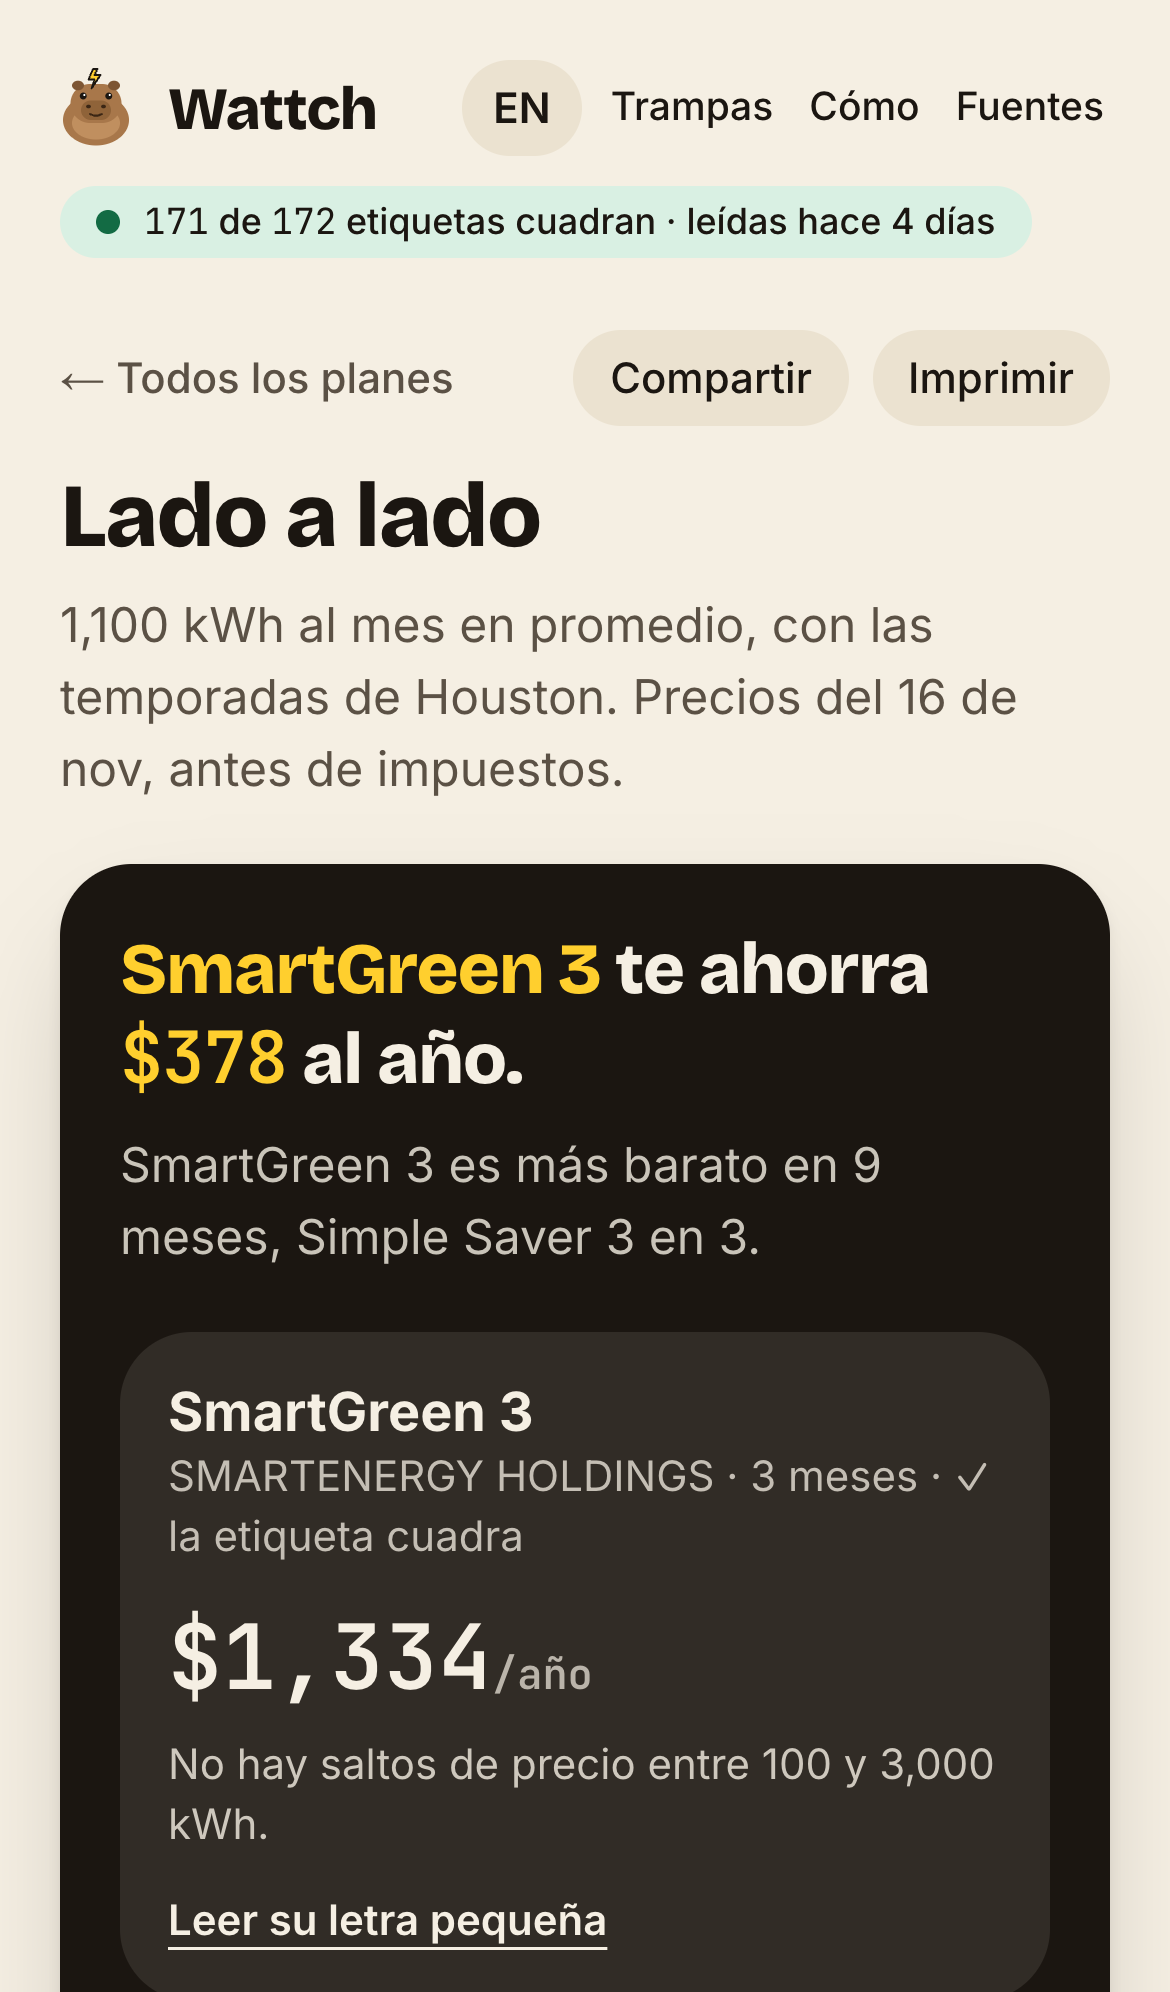 Wattch
EN
Trampas
Cómo
Fuentes
171 de 172 etiquetas cuadran · leídas hace 4 días
← Todos los planes
Compartir
Imprimir
Lado a lado
1,100 kWh al mes en promedio, con las
temporadas de Houston. Precios del 16 de
nov, antes de impuestos.
SmartGreen 3 te ahorra
$378 al año.
SmartGreen 3 es más barato en 9
meses, Simple Saver 3 en 3.
SmartGreen 3
SMARTENERGY HOLDINGS · 3 meses · ✓
la etiqueta cuadra
$1,334/año
No hay saltos de precio entre 100 y 3,000
kWh.
Leer su letra pequeña